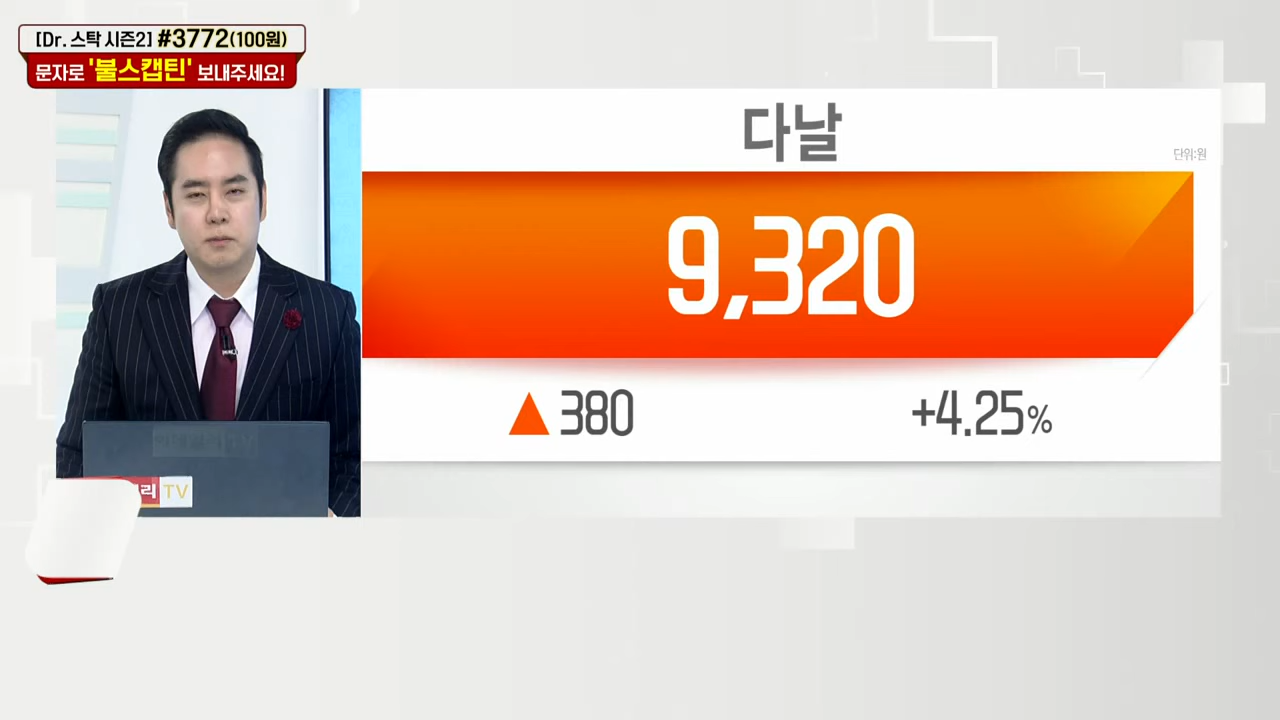 [Dr. 스탁 시즌2] #3772(100원)
문자로 '불스캡틴' 보내주세요!
다날
단위:원
9,320
▲380
+4.25%
리 TV